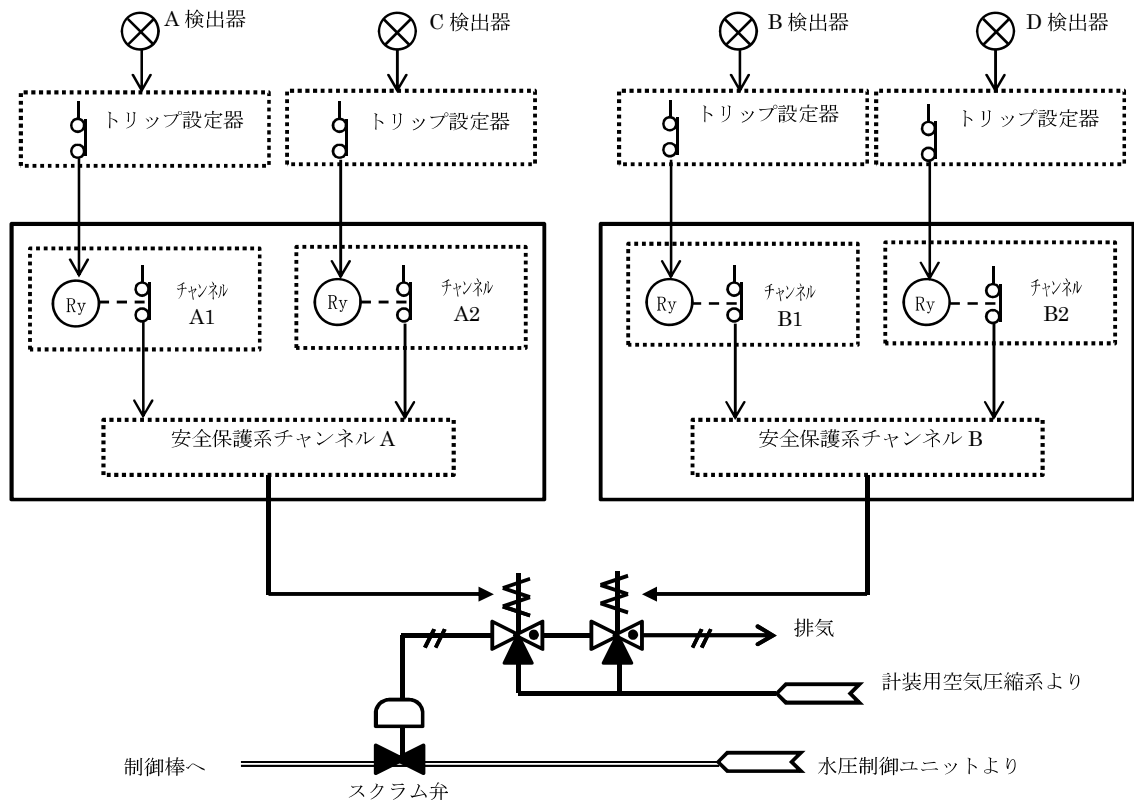 A 検出器
C 検出器
B 検出器
D 検出器
トリップ設定器
トリップ設定器
トリップ設定器
トリップ設定器
Ry
チャンネル
A1
Ry
チャンネル
A2
Ry
チャンネル
B1
Ry
チャンネル
B2
安全保護系チャンネル A
安全保護系チャンネル B
排気
計装用空気圧縮系より
制御棒へ
水圧制御ユニットより
スクラム弁